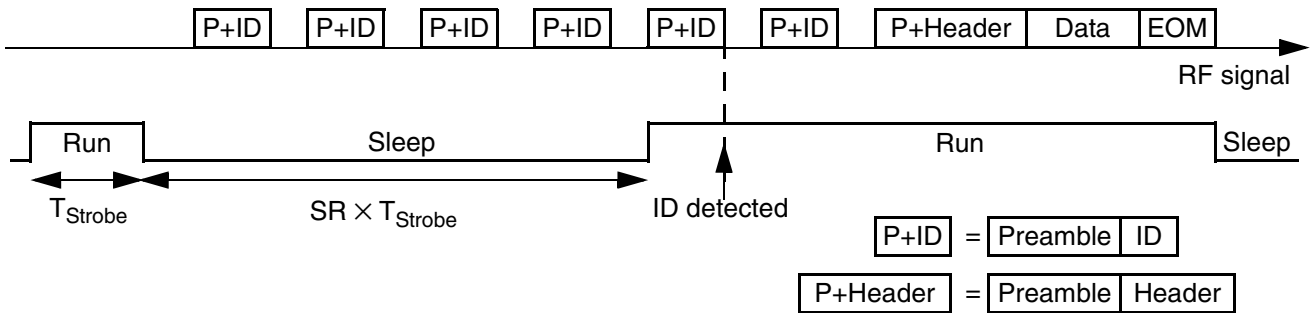 P+ID P+ID P+ID P+ID P+ID P+ID P+Header Data EOM
RF signal
Run Sleep Run Sleep
TStrobe SR × TStrobe ID detected
P+ID = Preamble ID
P+Header = Preamble Header